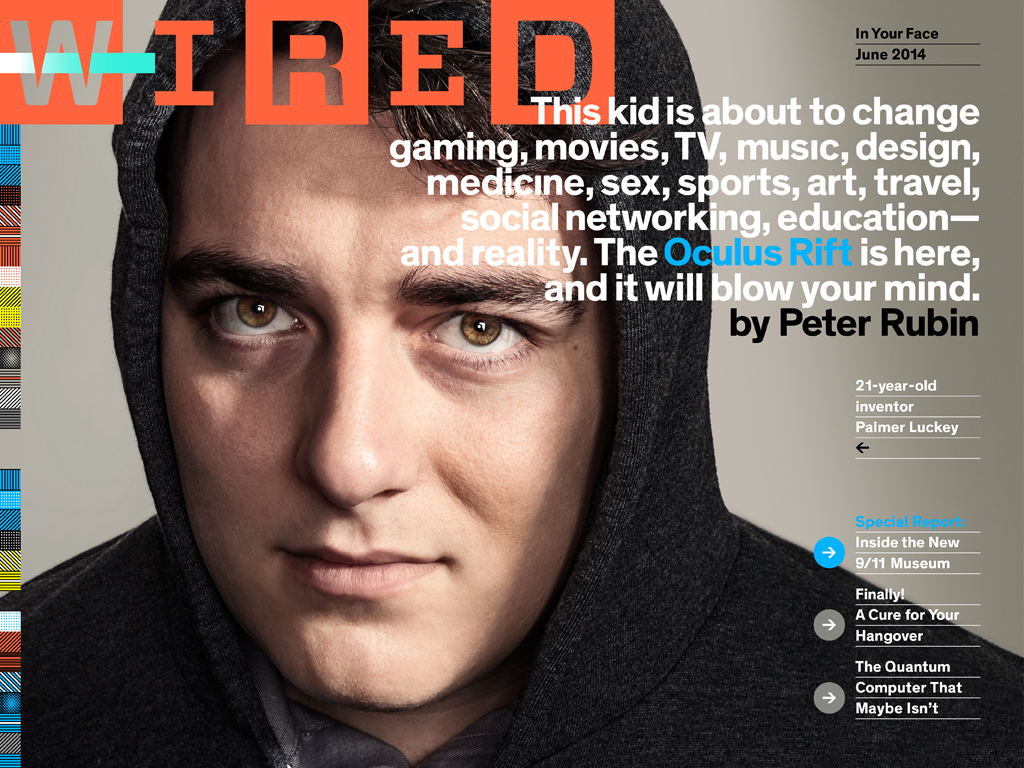 WIRED
In Your Face
June 2014
This kid is about to change
gaming, movies, TV, music, design,
medicine, sex, sports, art, travel,
social networking, education—
and reality. The Oculus Rift is here,
and it will blow your mind.
by Peter Rubin
21-year-old
inventor
Palmer Luckey
←
Special Report:
Inside the New
9/11 Museum
→
Finally!
A Cure for Your
Hangover
→
The Quantum
Computer That
Maybe Isn't
→